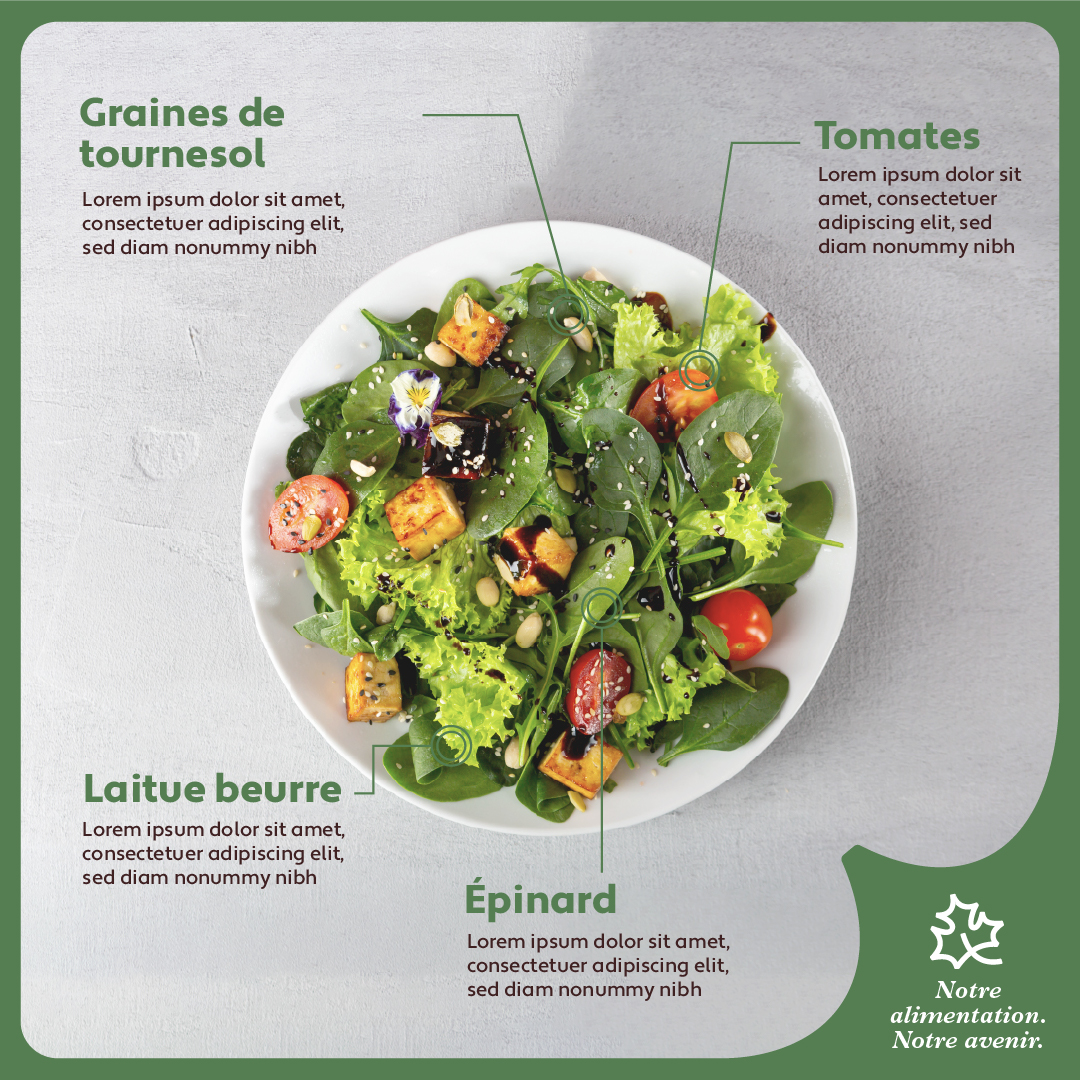 Graines de
tournesol
Lorem ipsum dolor sit amet,
consectetuer adipiscing elit,
sed diam nonummy nibh
Tomates
Lorem ipsum dolor sit
amet, consectetuer
adipiscing elit, sed
diam nonummy nibh
Laitue beurre
Lorem ipsum dolor sit amet,
consectetuer adipiscing elit,
sed diam nonummy nibh
Épinard
Lorem ipsum dolor sit amet,
consectetuer adipiscing elit,
sed diam nonummy nibh
Notre
alimentation.
Notre avenir.